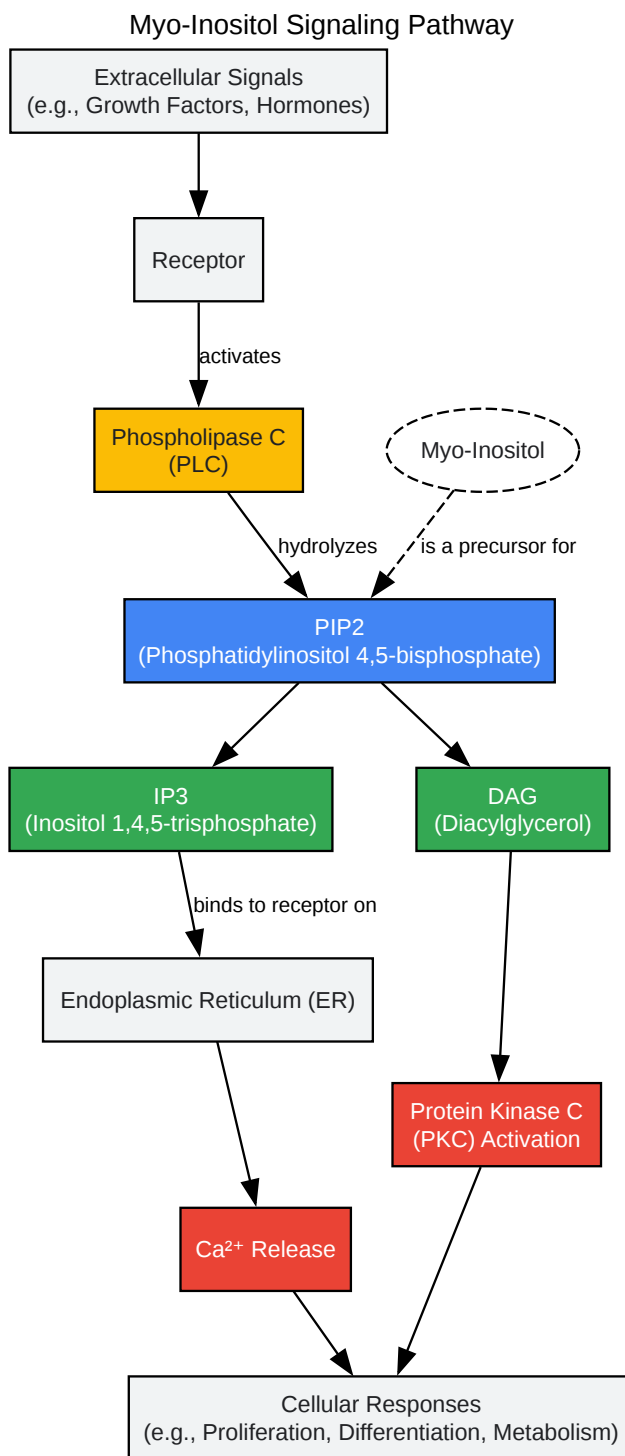 Myo-Inositol Signaling Pathway
Extracellular Signals
(e.g., Growth Factors, Hormones)
Receptor
activates
Phospholipase C
(PLC)
Myo-Inositol
hydrolyzes
is a precursor for
PIP2
(Phosphatidylinositol 4,5-bisphosphate)
IP3
(Inositol 1,4,5-trisphosphate)
DAG
(Diacylglycerol)
binds to receptor on
Endoplasmic Reticulum (ER)
Protein Kinase C
(PKC) Activation
Ca²⁺ Release
Cellular Responses
(e.g., Proliferation, Differentiation, Metabolism)